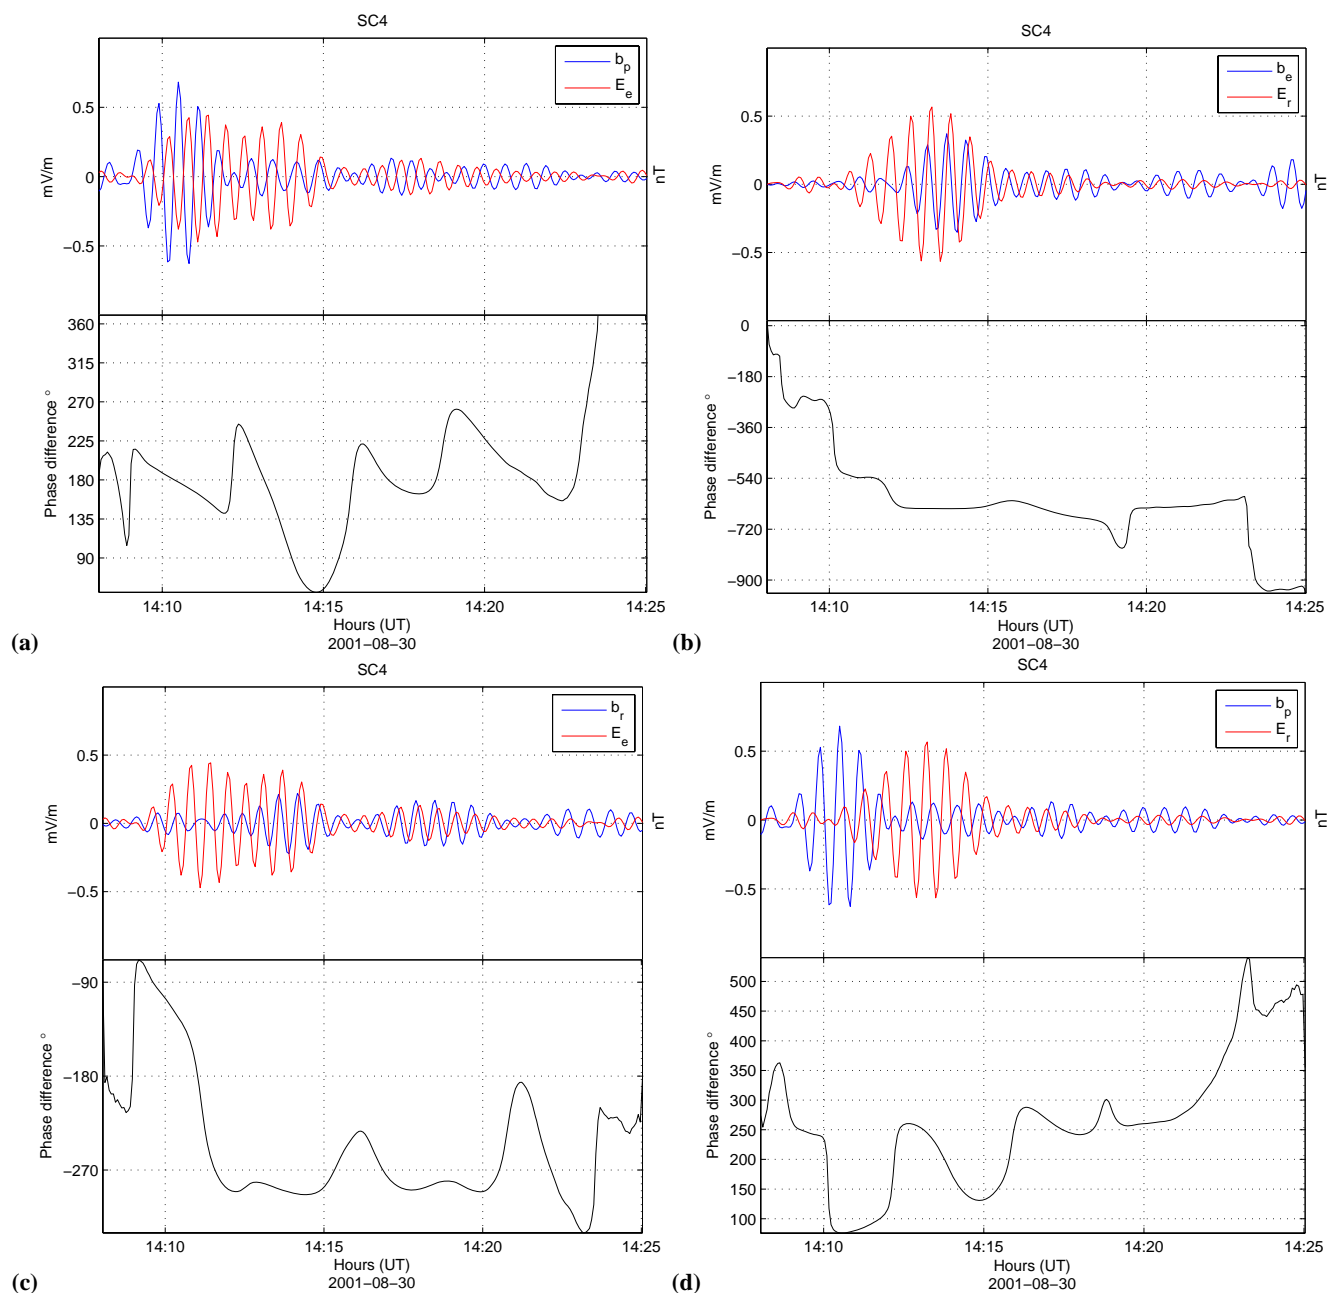 SC4
b_p
E_e
0.5
0
−0.5
mV/m
nT
360
315
270
225
180
135
90
Phase difference °
14:10
14:15
14:20
14:25
Hours (UT)
2001−08−30
(a)
SC4
b_e
E_r
0.5
0
−0.5
mV/m
nT
0
−180
−360
−540
−720
−900
Phase difference °
14:10
14:15
14:20
14:25
Hours (UT)
2001−08−30
(b)
SC4
b_r
E_e
0.5
0
−0.5
mV/m
nT
-90
-180
-270
Phase difference °
14:10
14:15
14:20
14:25
Hours (UT)
2001−08−30
(c)
SC4
b_p
E_r
0.5
0
−0.5
mV/m
nT
500
450
400
350
300
250
200
150
100
Phase difference °
14:10
14:15
14:20
14:25
Hours (UT)
2001−08−30
(d)